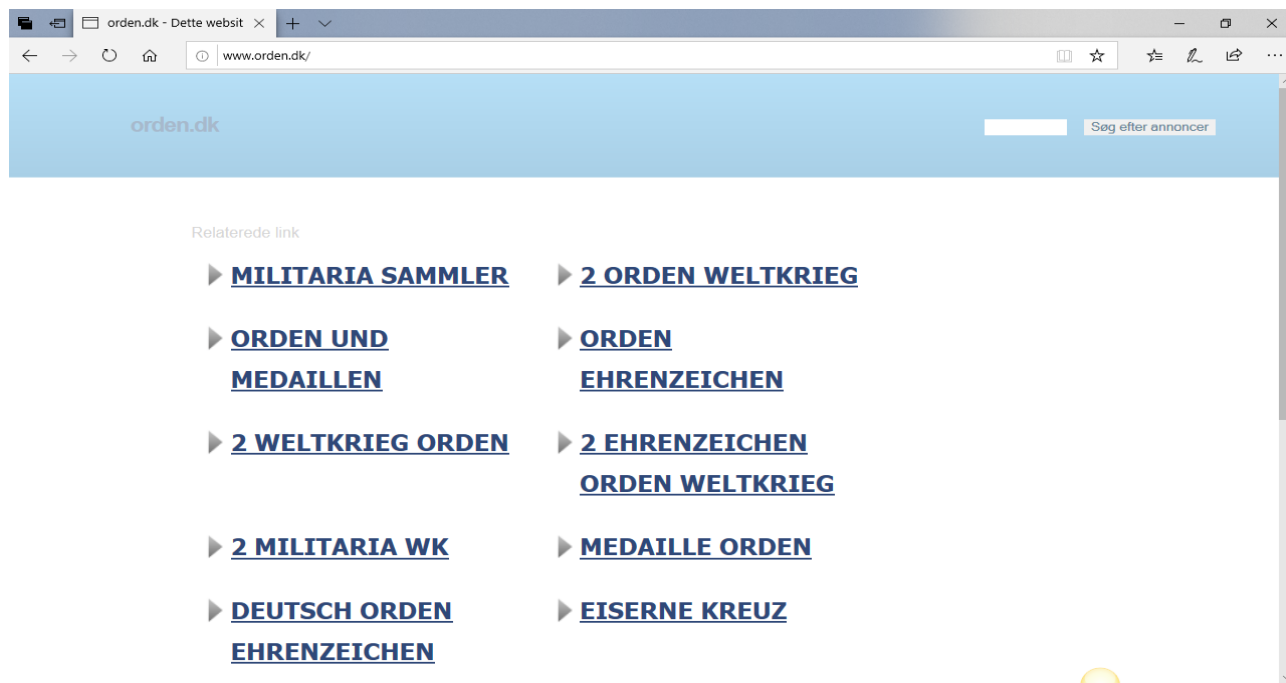 orden.dk - Dette websit
www.orden.dk/
orden.dk
Søg efter annoncer
Relaterede link
MILITARIA SAMMLER
2 ORDEN WELTKRIEG
ORDEN UND
MEDAILLEN
ORDEN
EHRENZEICHEN
2 WELTKRIEG ORDEN
2 EHRENZEICHEN
ORDEN WELTKRIEG
2 MILITARIA WK
MEDAILLE ORDEN
DEUTSCH ORDEN
EHRENZEICHEN
EISERNE KREUZ